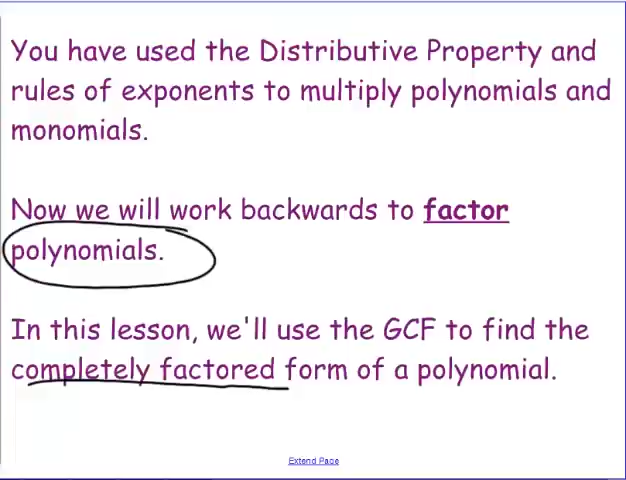 You have used the Distributive Property and
rules of exponents to multiply polynomials and
monomials.
Now we will work backwards to factor
polynomials.
In this lesson, we'll use the GCF to find the
completely factored form of a polynomial.
Extend Page